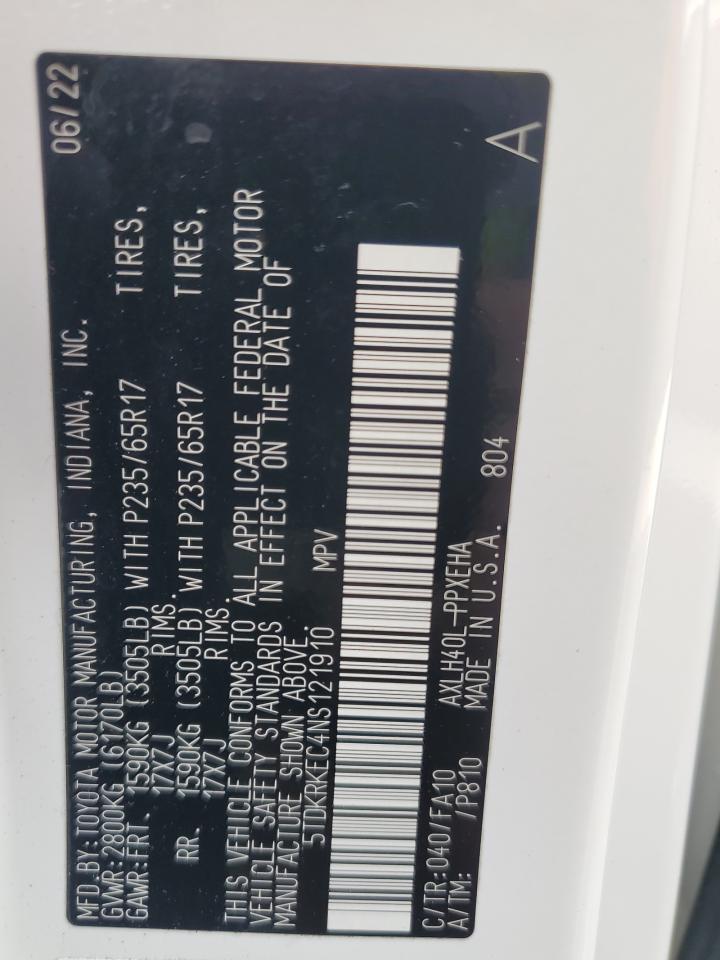 MFD.BY:TOYOTA MOTOR MANUFACTURING, INDIANA, INC. 06/22
GVWR:2800KG (6170LB)
GAWR:FRT. 1590KG (3505LB) WITH P235/65R17 TIRES,
17X7J RIMS.
RR. 1590KG (3505LB) WITH P235/65R17 TIRES,
17X7J RIMS.
THIS VEHICLE CONFORMS TO ALL APPLICABLE FEDERAL MOTOR
VEHICLE SAFETY STANDARDS IN EFFECT ON THE DATE OF
MANUFACTURE SHOWN ABOVE.
5TDKRKEC4NS121910 MPV
C/TR:040/FA10 AXLH40L-PPXEHA
A/TM: /P810 MADE IN U.S.A. 804 A